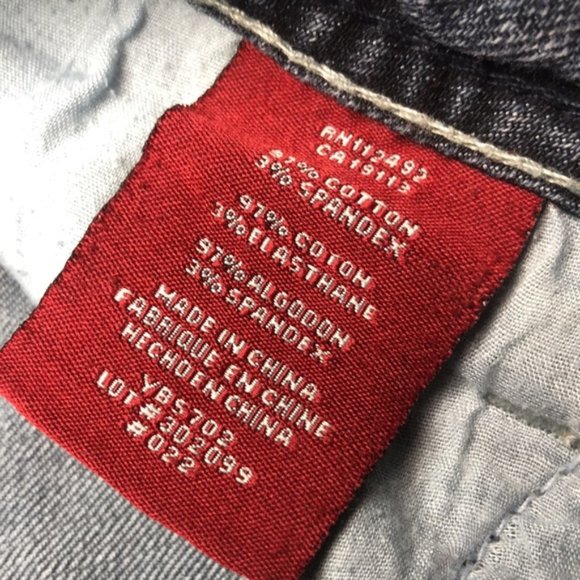 RN112492
CA19113
97% COTTON
3% SPANDEX
97% COTON
3% ELASTHANE
97% ALGODON
3% SPANDEX
MADE IN CHINA
FABRIQUE EN CHINE
HECHO EN CHINA
YB5702
LOT #302099
#022